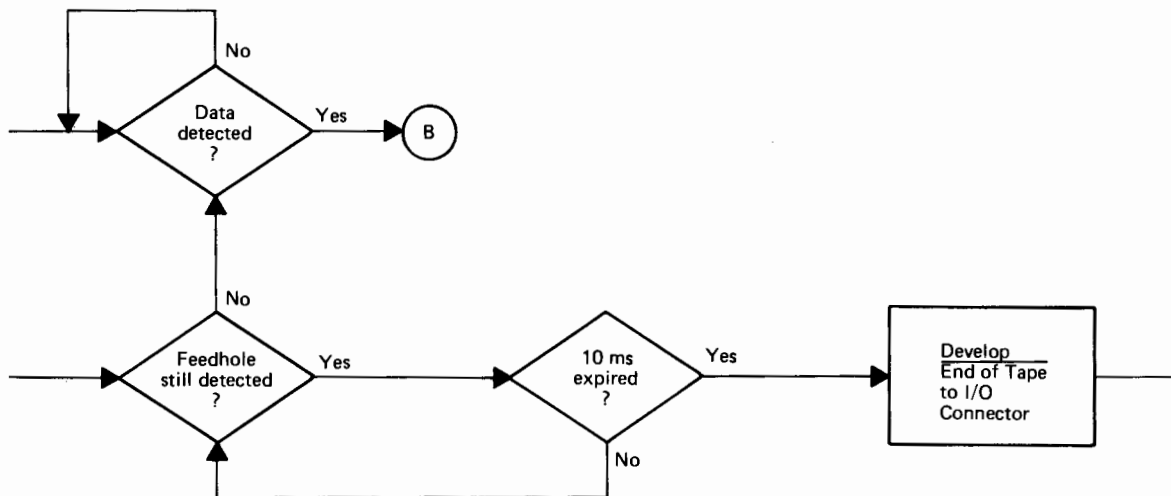 No
Data
detected
?
Yes
B
No
Feedhole
still detected
?
Yes
10 ms
expired
?
Yes
No
Develop
End of Tape
to I/O
Connector